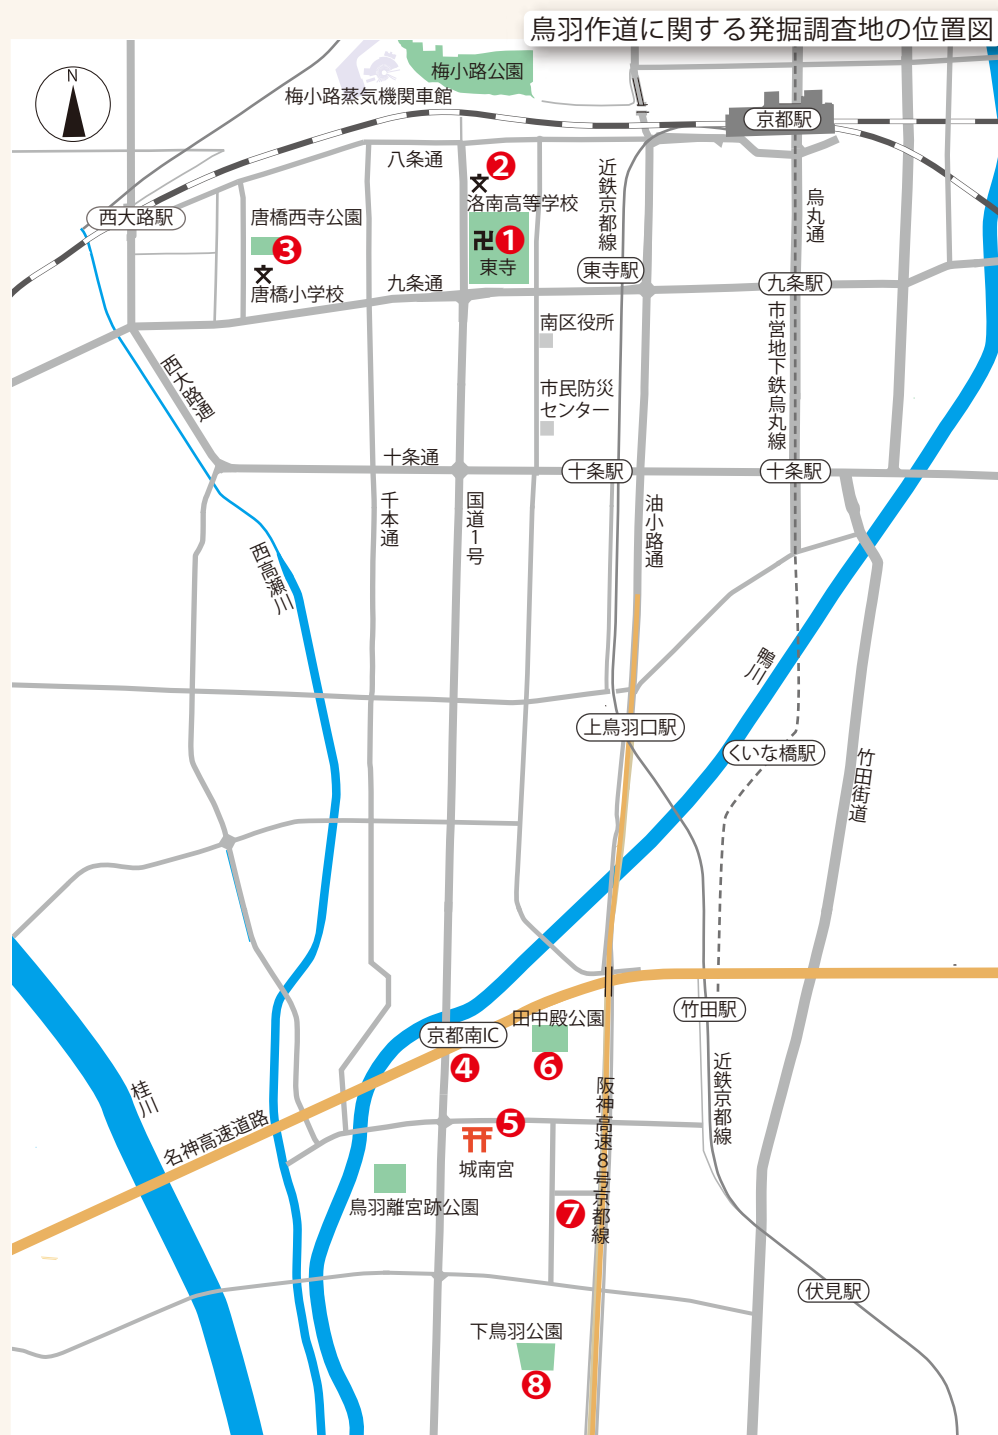 鳥羽作道に関する発掘調査地の位置図
N
梅小路公園
梅小路蒸気機関車館
京都駅
八条通
2
洛南高等学校
近鉄京都線
烏丸通
西大路駅
唐橋西寺公園
3
唐橋小学校
1
東寺
東寺駅
九条通
九条駅
南区役所
市営地下鉄烏丸線
西大路通
市民防災
センター
十条通
十条駅
十条駅
千本通
国道1号
油小路通
西高瀬川
鴨川
上鳥羽口駅
くいな橋駅
竹田街道
竹田駅
田中殿公園
京都南IC
4
6
近鉄京都線
阪神高速8号京都線
桂川
名神高速道路
5
城南宮
鳥羽離宮跡公園
7
伏見駅
下鳥羽公園
8